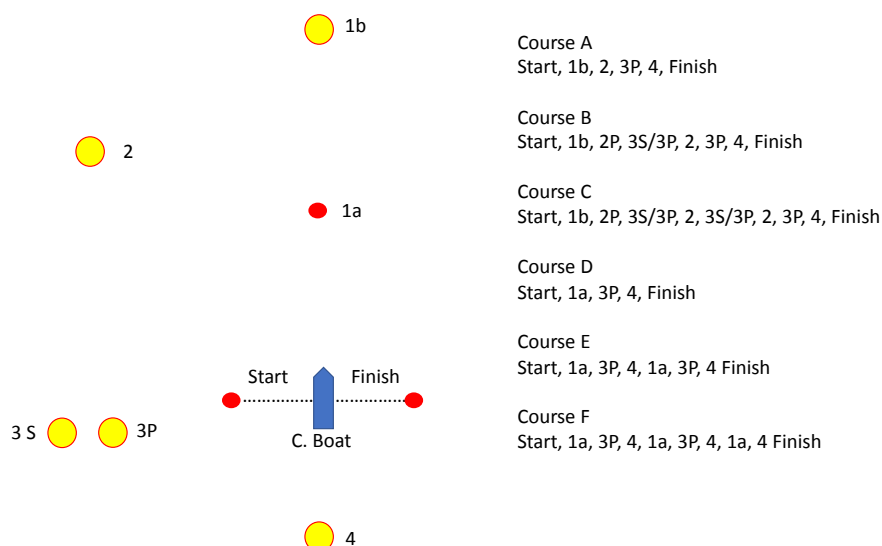 1b
Course A
Start, 1b, 2, 3P, 4, Finish
Course B
Start, 1b, 2P, 3S/3P, 2, 3P, 4, Finish
2
Course C
Start, 1b, 2P, 3S/3P, 2, 3S/3P, 2, 3P, 4, Finish
1a
Course D
Start, 1a, 3P, 4, Finish
Course E
Start, 1a, 3P, 4, 1a, 3P, 4 Finish
Start Finish
Course F
Start, 1a, 3P, 4, 1a, 3P, 4, 1a, 4 Finish
3 S 3P
C. Boat
4